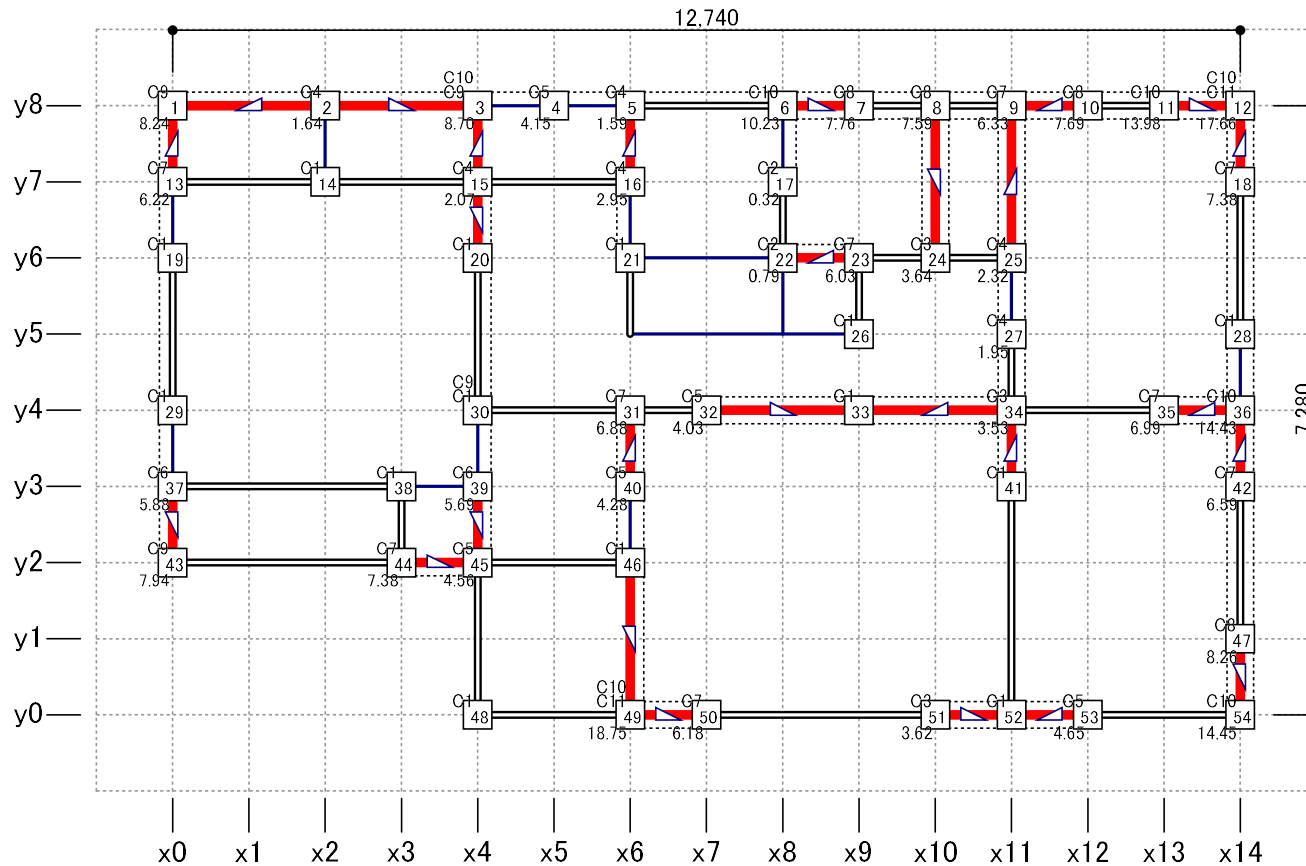 12,740
C10 C10
C9 C4 C9 C5 C4 C10 C8 C8 C7 C8 C10 C11
y8 1 2 3 4 5 6 7 8 9 10 11 12
8.24 1.64 8.70 4.15 1.59 10.23 7.76 7.59 6.33 7.69 13.98 17.66
C7 C1 C4 C4 C2 C7
y7 13 14 15 16 17 18
6.22 2.07 2.95 0.32 7.38
C1 C1 C1 C2 C7 C3 C4
y6 19 20 21 22 23 24 25
0.79 6.03 3.64 2.32
C1 C4 C1
y5 26 27 28
1.95
C9
C1 C1 C7 C5 C1 C3 C7 C10
y4 29 30 31 32 33 34 35 36
6.88 4.03 3.53 6.99 14.43
7,280
C6 C1 C6 C5 C1 C7
y3 37 38 39 40 41 42
5.88 5.69 4.28 6.59
C9 C7 C5 C1
y2 43 44 45 46
7.94 7.38 4.56
C8
y1 47
8.26
C10
C1 C11 C7 C3 C1 C5 C10
y0 48 49 50 51 52 53 54
18.75 6.18 3.62 4.65 14.45
x0 x1 x2 x3 x4 x5 x6 x7 x8 x9 x10 x11 x12 x13 x14